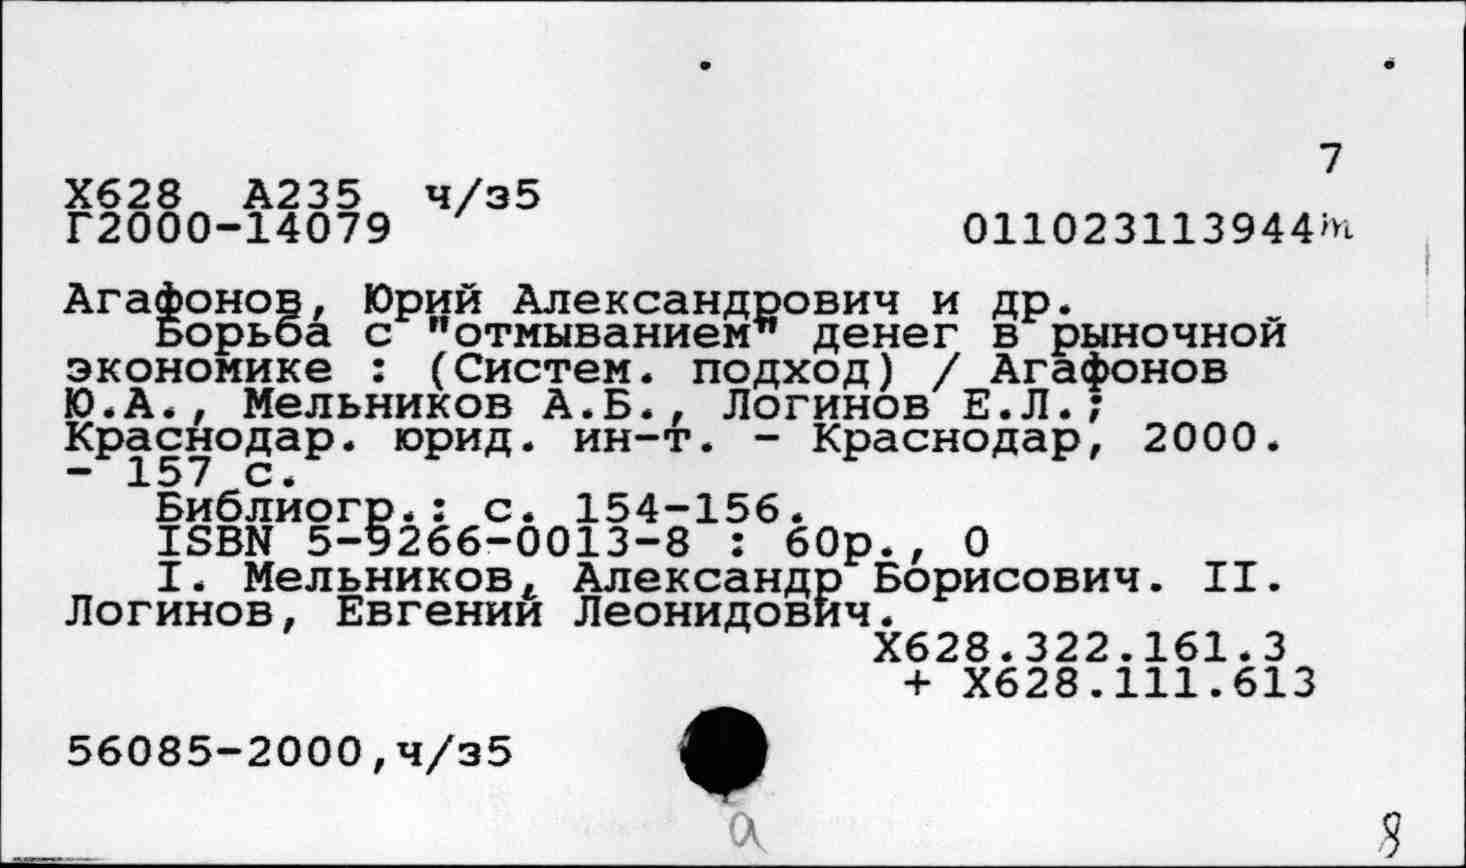 7
Х628 А235 ч/з5
Г2000-14079 011023113944
Агафонов, Юрий Александрович и др.
Борьба с "отмыванием" денег в рыночной
экономике : (Систем. подход) / Агафонов
Ю.А., Мельников А.Б., Логинов Е.Л.;
Краснодар. юрид. ин-т. - Краснодар, 2000.
- 157 с.
Библиогр.: с. 154-156.
ISBN 5-9266-0013-8 : 60р., 0
I. Мельников, Александр Борисович. II.
Логинов, Евгений Леонидович.
Х628.322.161.3
+ Х628.111.613
56085-2000,ч/з5
а
8